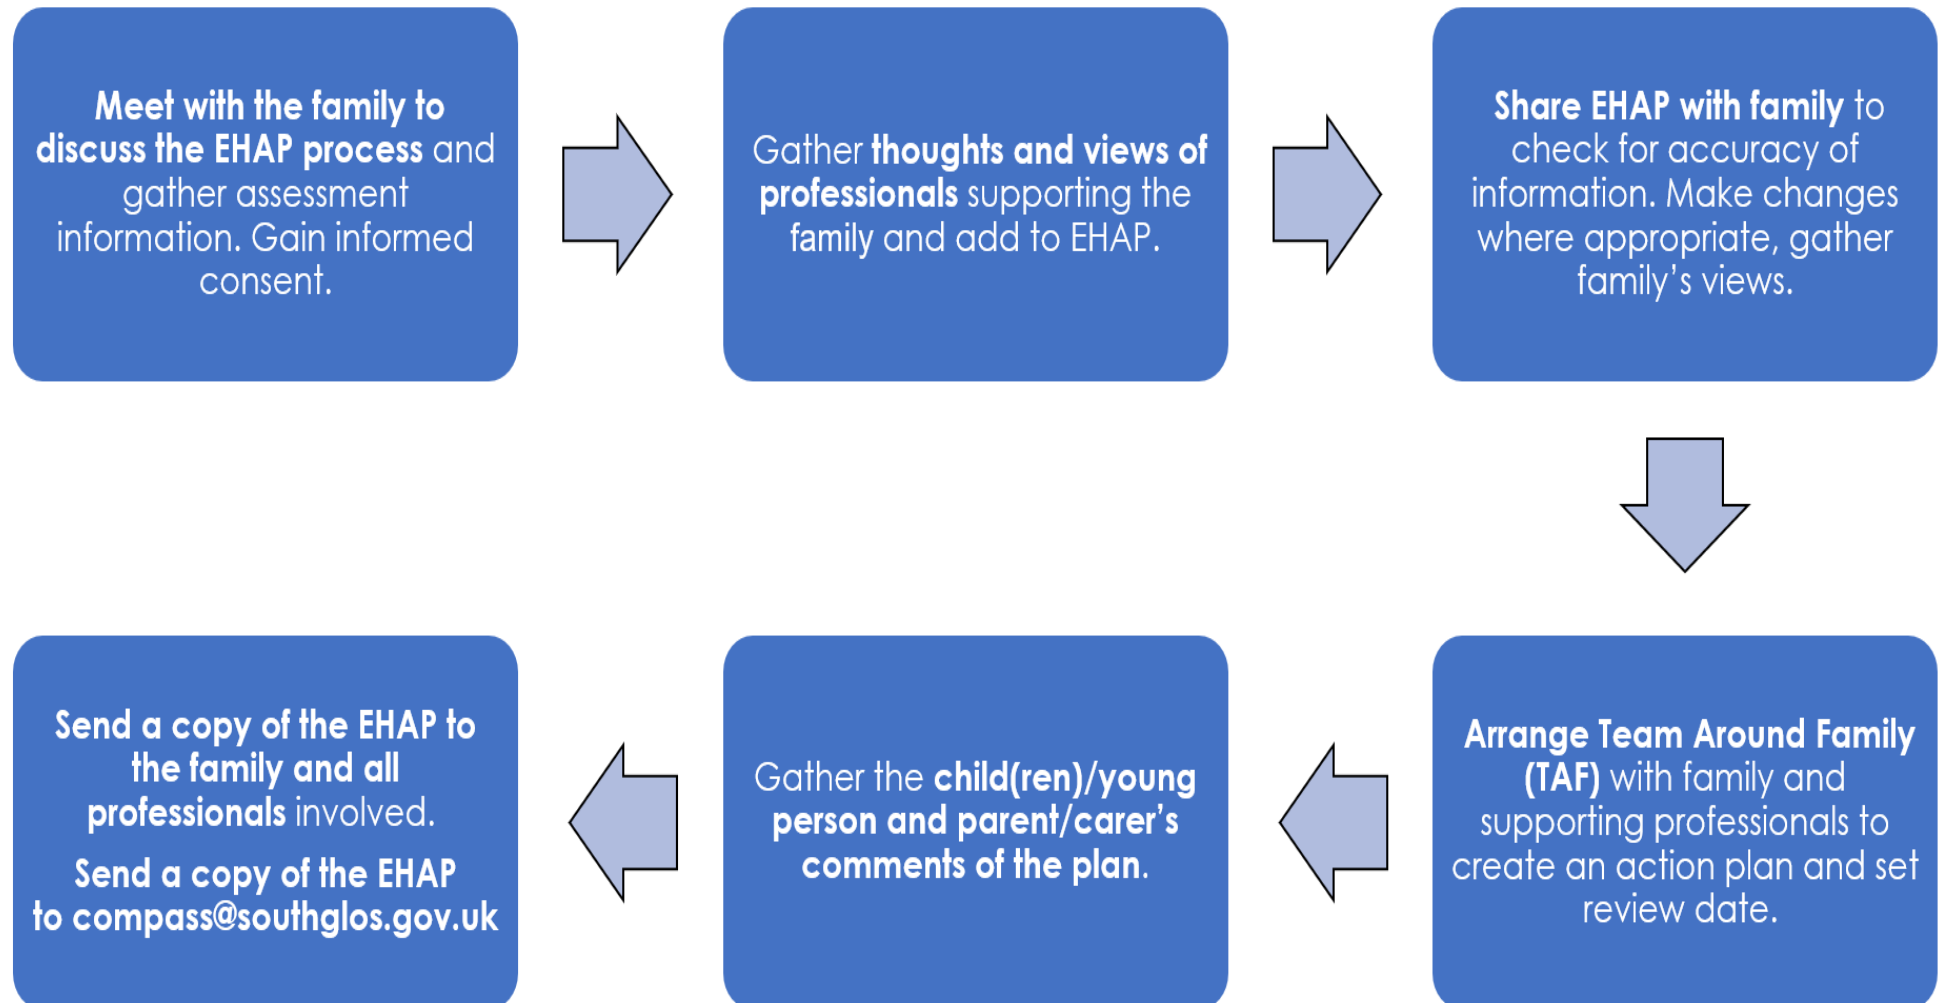 Meet with the family to
discuss the EHAP process and
gather assessment
information. Gain informed
consent.
Gather thoughts and views of
professionals supporting the
family and add to EHAP.
Share EHAP with family to
check for accuracy of
information. Make changes
where appropriate, gather
family’s views.
Arrange Team Around Family
(TAF) with family and
supporting professionals to
create an action plan and set
review date.
Gather the child(ren)/young
person and parent/carer’s
comments of the plan.
Send a copy of the EHAP to
the family and all
professionals involved.
Send a copy of the EHAP
to compass@southglos.gov.uk